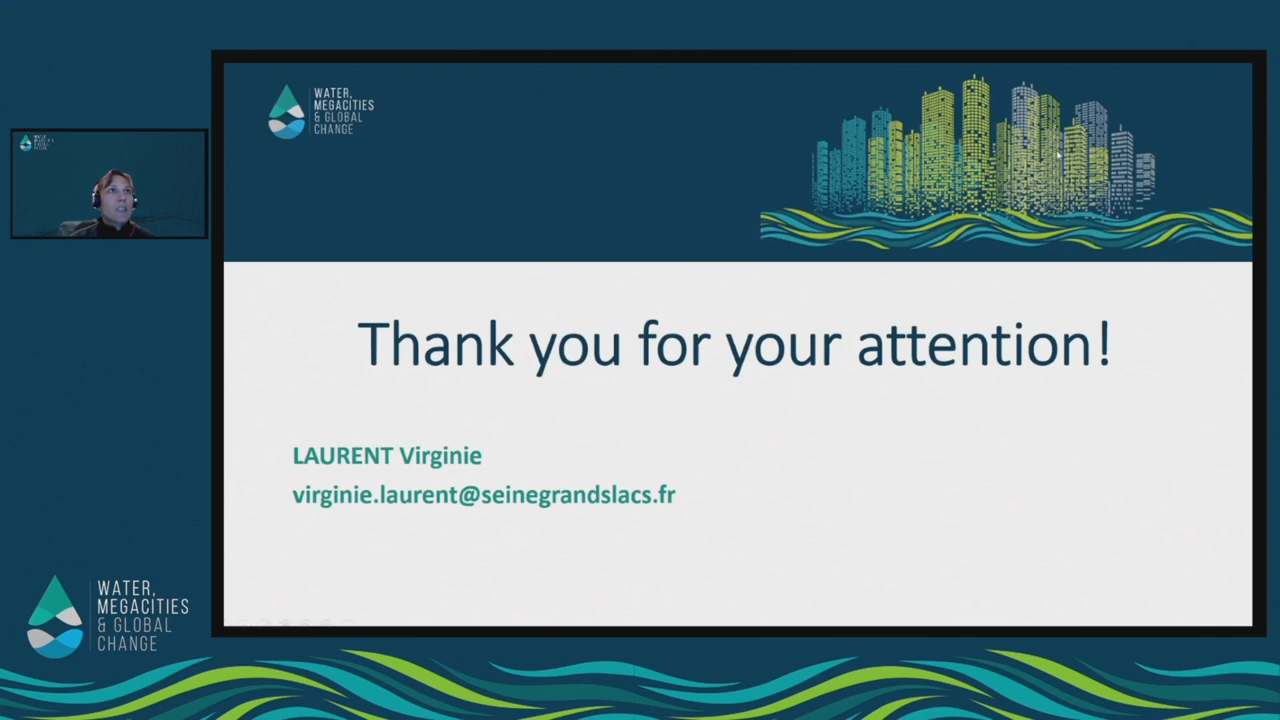 WATER,
MEGACITIES
& GLOBAL
CHANGE
Thank you for your attention!
LAURENT Virginie
virginie.laurent@seinegrandslacs.fr
WATER,
MEGACITIES
& GLOBAL
CHANGE